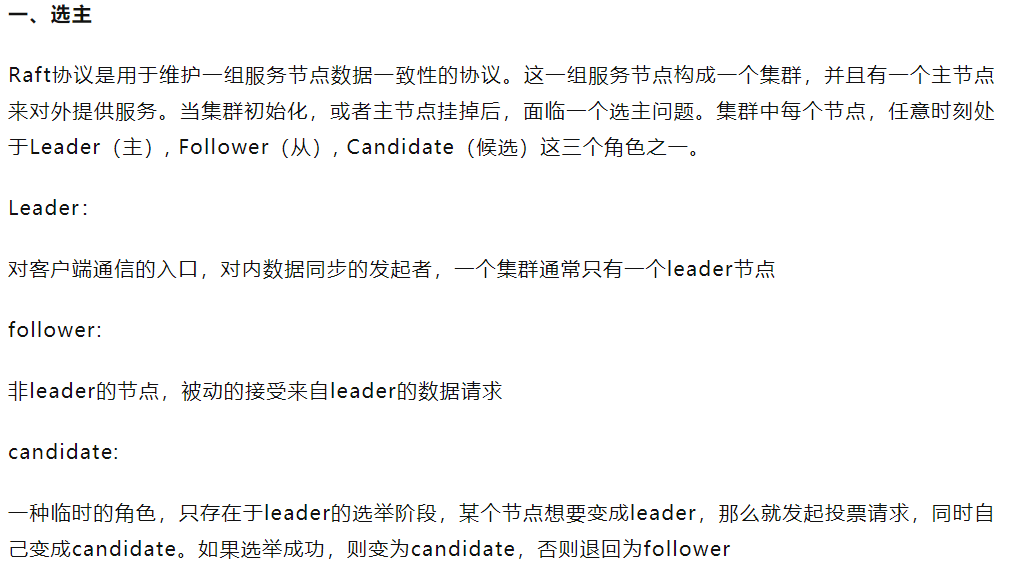 一、选主
Raft协议是用于维护一组服务节点数据一致性的协议。这一组服务节点构成一个集群，并且有一个主节点
来对外提供服务。当集群初始化，或者主节点挂掉后，面临一个选主问题。集群中每个节点，任意时刻处
于Leader（主）, Follower（从）, Candidate（候选）这三个角色之一。
Leader：
对客户端通信的入口，对内数据同步的发起者，一个集群通常只有一个leader节点
follower:
非leader的节点，被动的接受来自leader的数据请求
candidate:
一种临时的角色，只存在于leader的选举阶段，某个节点想要变成leader，那么就发起投票请求，同时自
己变成candidate。如果选举成功，则变为candidate，否则退回为follower